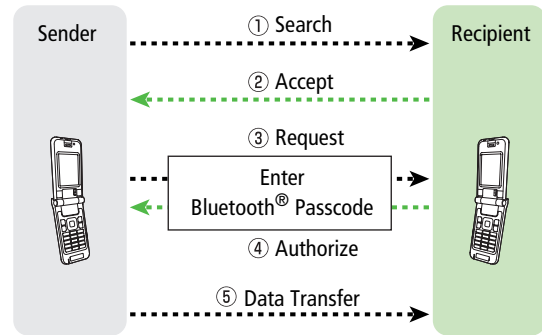 Sender
Recipient
① Search
② Accept
③ Request
Enter
Bluetooth® Passcode
④ Authorize
⑤ Data Transfer